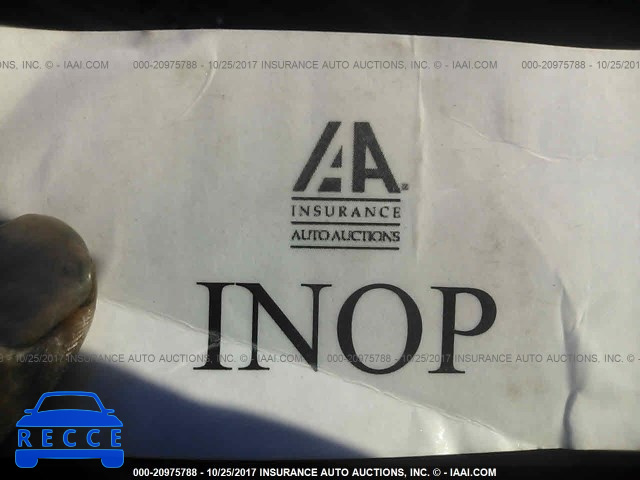 NS, INC. © - IAAI.COM 000-20975788 - 10/25/2017 INSURANCE AUTO AUCTIONS, INC. © - IAAI.COM 000-20975788 - 10/25/2017 INS
IAA®
INSURANCE
AUTO AUCTIONS
INOP
10/25/2017 INSURANCE AUTO AUCTIONS, INC. © - IAAI.COM 000-20975788 - 10/25/2017 INSURANCE AUTO AUCTIONS, INC. ©
RECCE
000-20975788 - 10/25/2017 INSURANCE AUTO AUCTIONS, INC. © - IAAI.COM